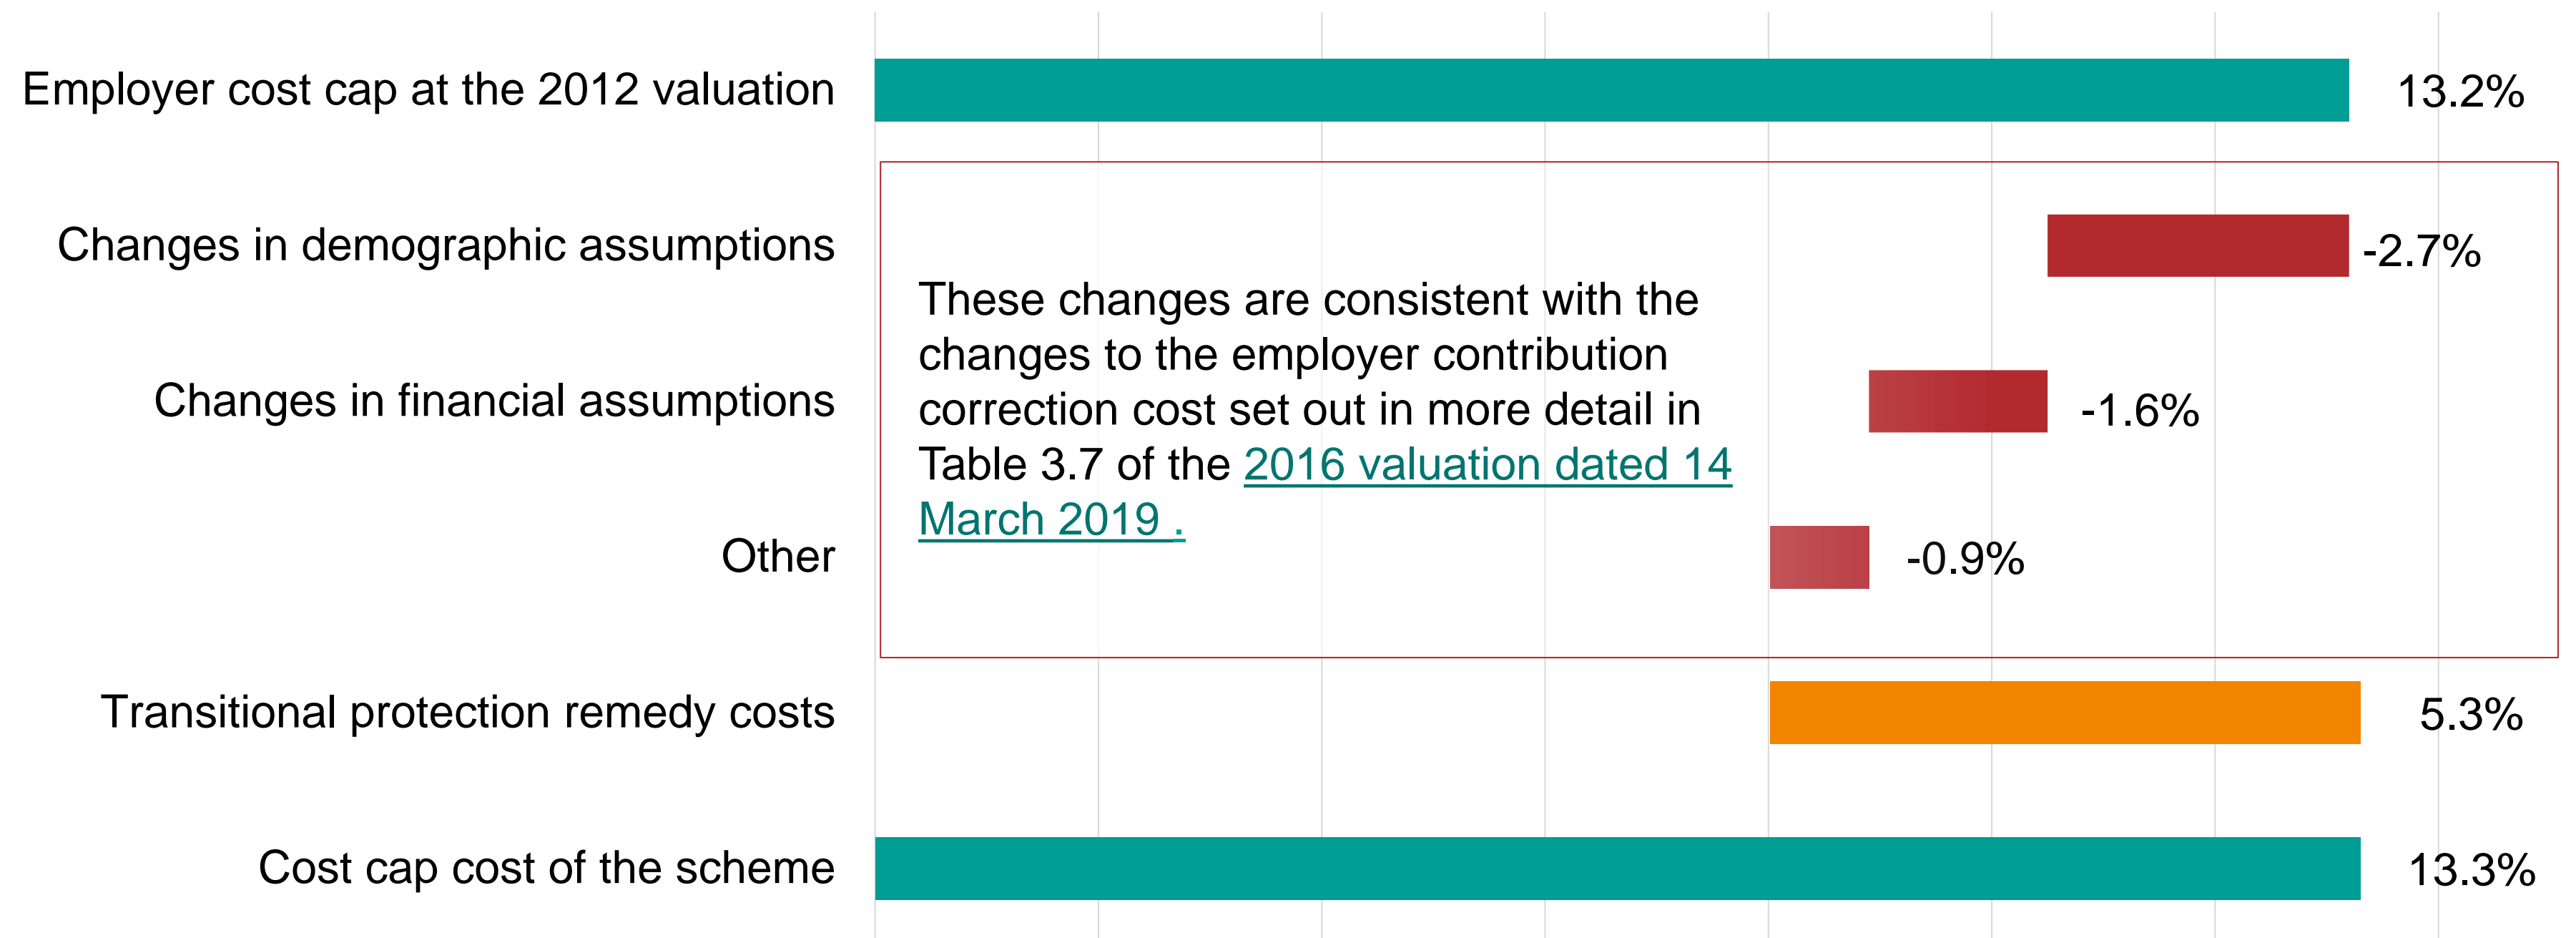 Employer cost cap at the 2012 valuation
13.2%
Changes in demographic assumptions
-2.7%
These changes are consistent with the
changes to the employer contribution
correction cost set out in more detail in
Table 3.7 of the 2016 valuation dated 14
March 2019 .
Changes in financial assumptions
-1.6%
Other
-0.9%
Transitional protection remedy costs
5.3%
Cost cap cost of the scheme
13.3%